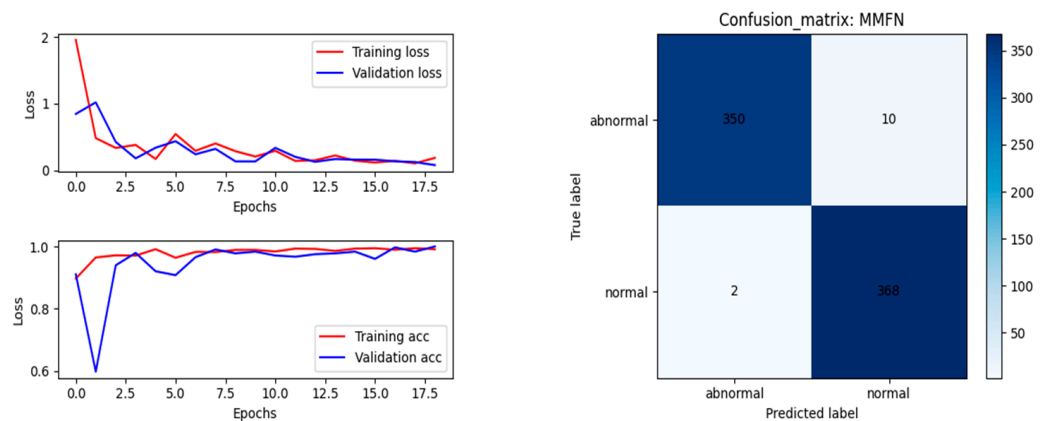 2
1
0
Loss
Training loss
Validation loss
0.0 2.5 5.0 7.5 10.0 12.5 15.0 17.5
Epochs
1.0
0.8
0.6
Loss
Training acc
Validation acc
0.0 2.5 5.0 7.5 10.0 12.5 15.0 17.5
Epochs
Confusion_matrix: MMFN
True label
abnormal
normal
350 10
2 368
abnormal normal
Predicted label
350
300
250
200
150
100
50